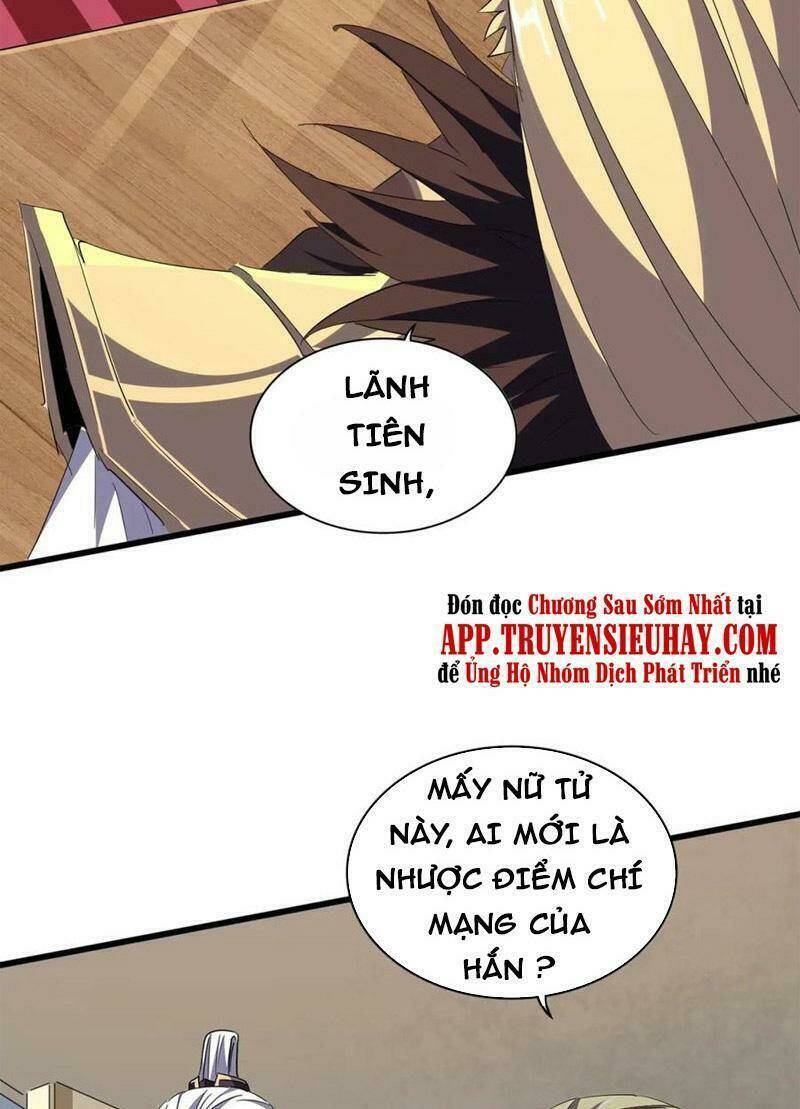 LÃNH
TIÊN
SINH,
Đón đọc Chương Sau Sớm Nhất tại
APP.TRUYENSIEUHAY.COM
để Ủng Hộ Nhóm Dịch Phát Triển nhé
MẤY NỮ TỬ
NÀY, AI MỚI LÀ
NHƯỢC ĐIỂM CHÍ
MẠNG CỦA
HẮN ?